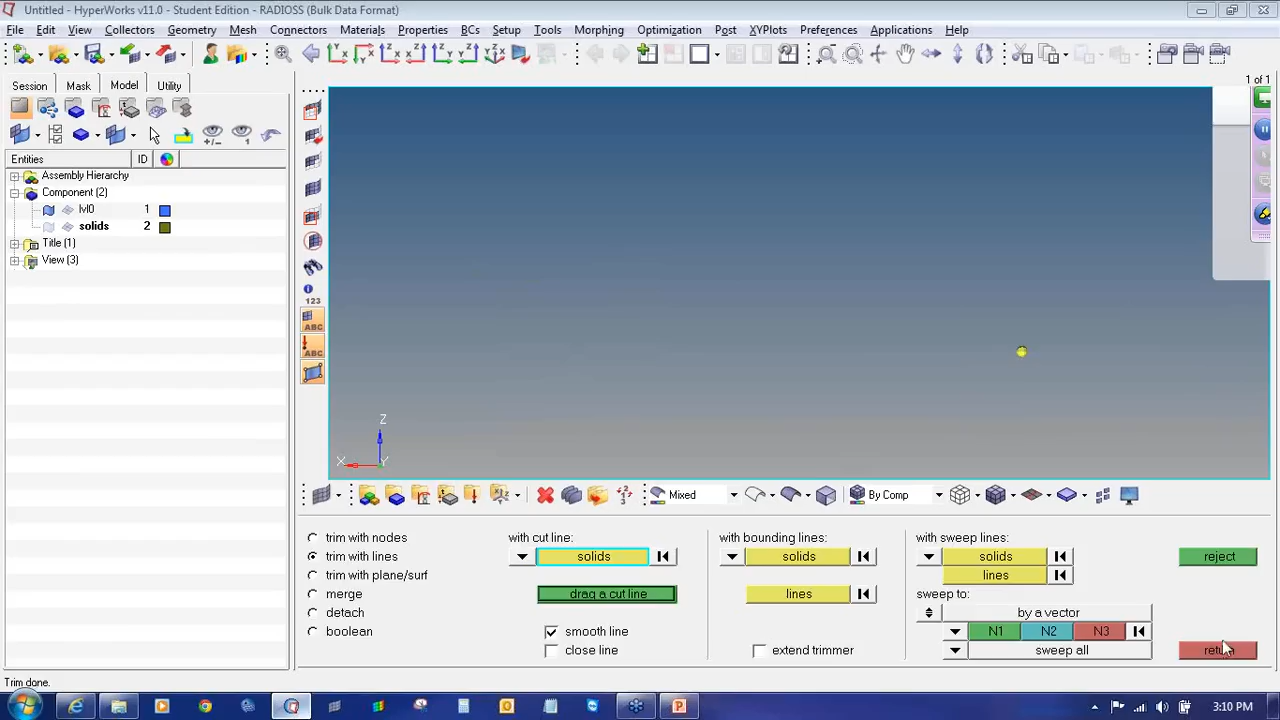 Untitled - HyperWorks v11.0 - Student Edition - RADIOSS (Bulk Data Format)
File Edit View Collectors Geometry Mesh Connectors Materials Properties BCs Setup Tools Morphing Optimization Post XYPlots Preferences Applications Help
1 of 1
Session Mask Model Utility
Entities ID
Assembly Hierarchy
Component (2)
lvl0 1
solids 2
Title (1)
View (3)
123
ABC
ABC
Z
X Y
Mixed By Comp
trim with nodes with cut line: with bounding lines: with sweep lines:
trim with lines solids solids solids reject
trim with plane/surf lines
merge drag a cut line lines sweep to:
detach by a vector
boolean smooth line N1 N2 N3
close line extend trimmer sweep all
Trim done.
3:10 PM